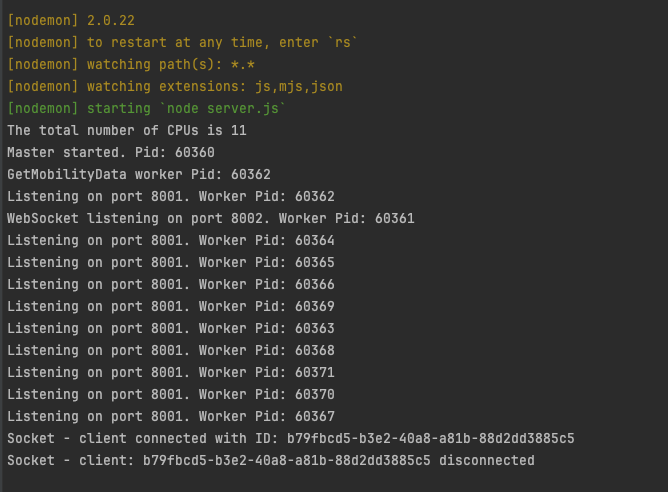 [nodemon] 2.0.22
[nodemon] to restart at any time, enter `rs`
[nodemon] watching path(s): *.*
[nodemon] watching extensions: js,mjs,json
[nodemon] starting `node server.js`
The total number of CPUs is 11
Master started. Pid: 60360
GetMobilityData worker Pid: 60362
Listening on port 8001. Worker Pid: 60362
WebSocket listening on port 8002. Worker Pid: 60361
Listening on port 8001. Worker Pid: 60364
Listening on port 8001. Worker Pid: 60365
Listening on port 8001. Worker Pid: 60366
Listening on port 8001. Worker Pid: 60369
Listening on port 8001. Worker Pid: 60363
Listening on port 8001. Worker Pid: 60368
Listening on port 8001. Worker Pid: 60371
Listening on port 8001. Worker Pid: 60370
Listening on port 8001. Worker Pid: 60367
Socket - client connected with ID: b79fbcd5-b3e2-40a8-a81b-88d2dd3885c5
Socket - client: b79fbcd5-b3e2-40a8-a81b-88d2dd3885c5 disconnected